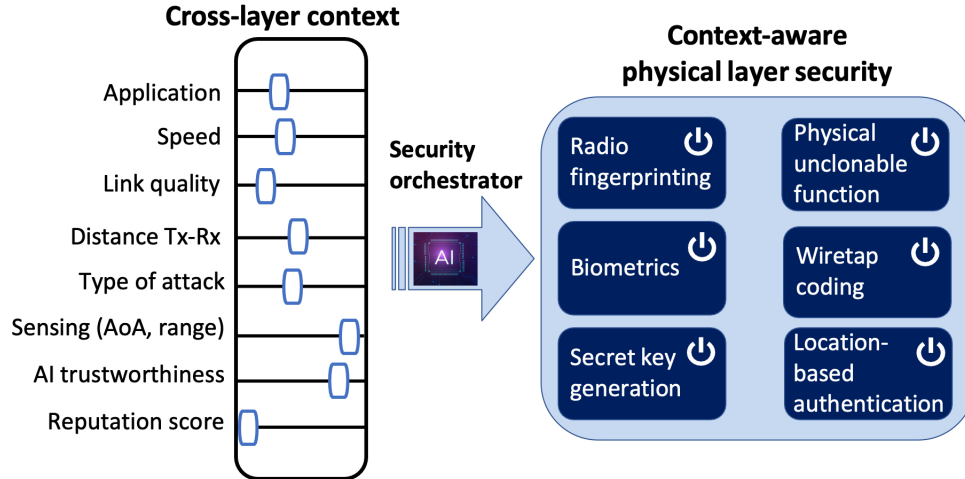 Cross-layer context
Application
Speed
Link quality
Distance Tx-Rx
Type of attack
Sensing (AoA, range)
AI trustworthiness
Reputation score
Security
orchestrator
AI
Context-aware
physical layer security
Radio
fingerprinting
Physical
unclonable
function
Biometrics
Wiretap
coding
Secret key
generation
Location-
based
authentication